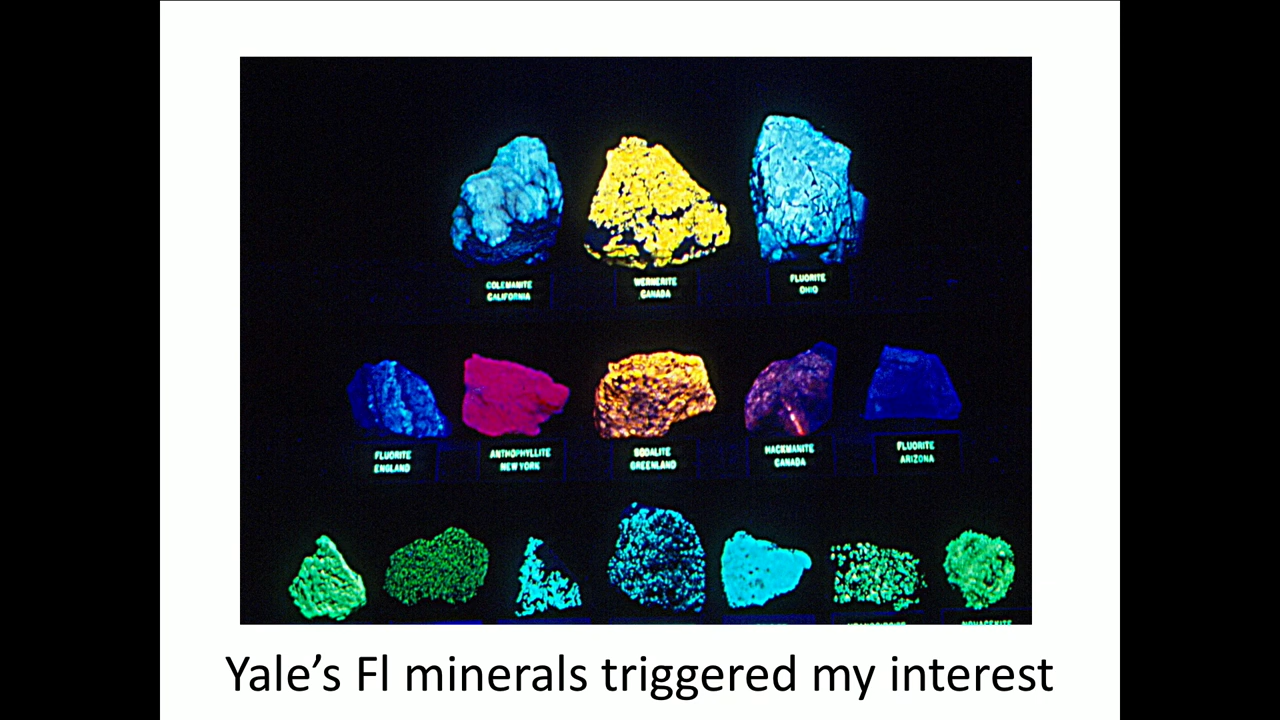 COLEMANITE
CALIFORNIA
WERNERITE
CANADA
FLUORITE
OHIO
FLUORITE
ENGLAND
ANTHOPHYLLITE
NEW YORK
SODALITE
GREENLAND
HACKMANITE
CANADA
FLUORITE
ARIZONA
NOVACEKITE
Yale's Fl minerals triggered my interest